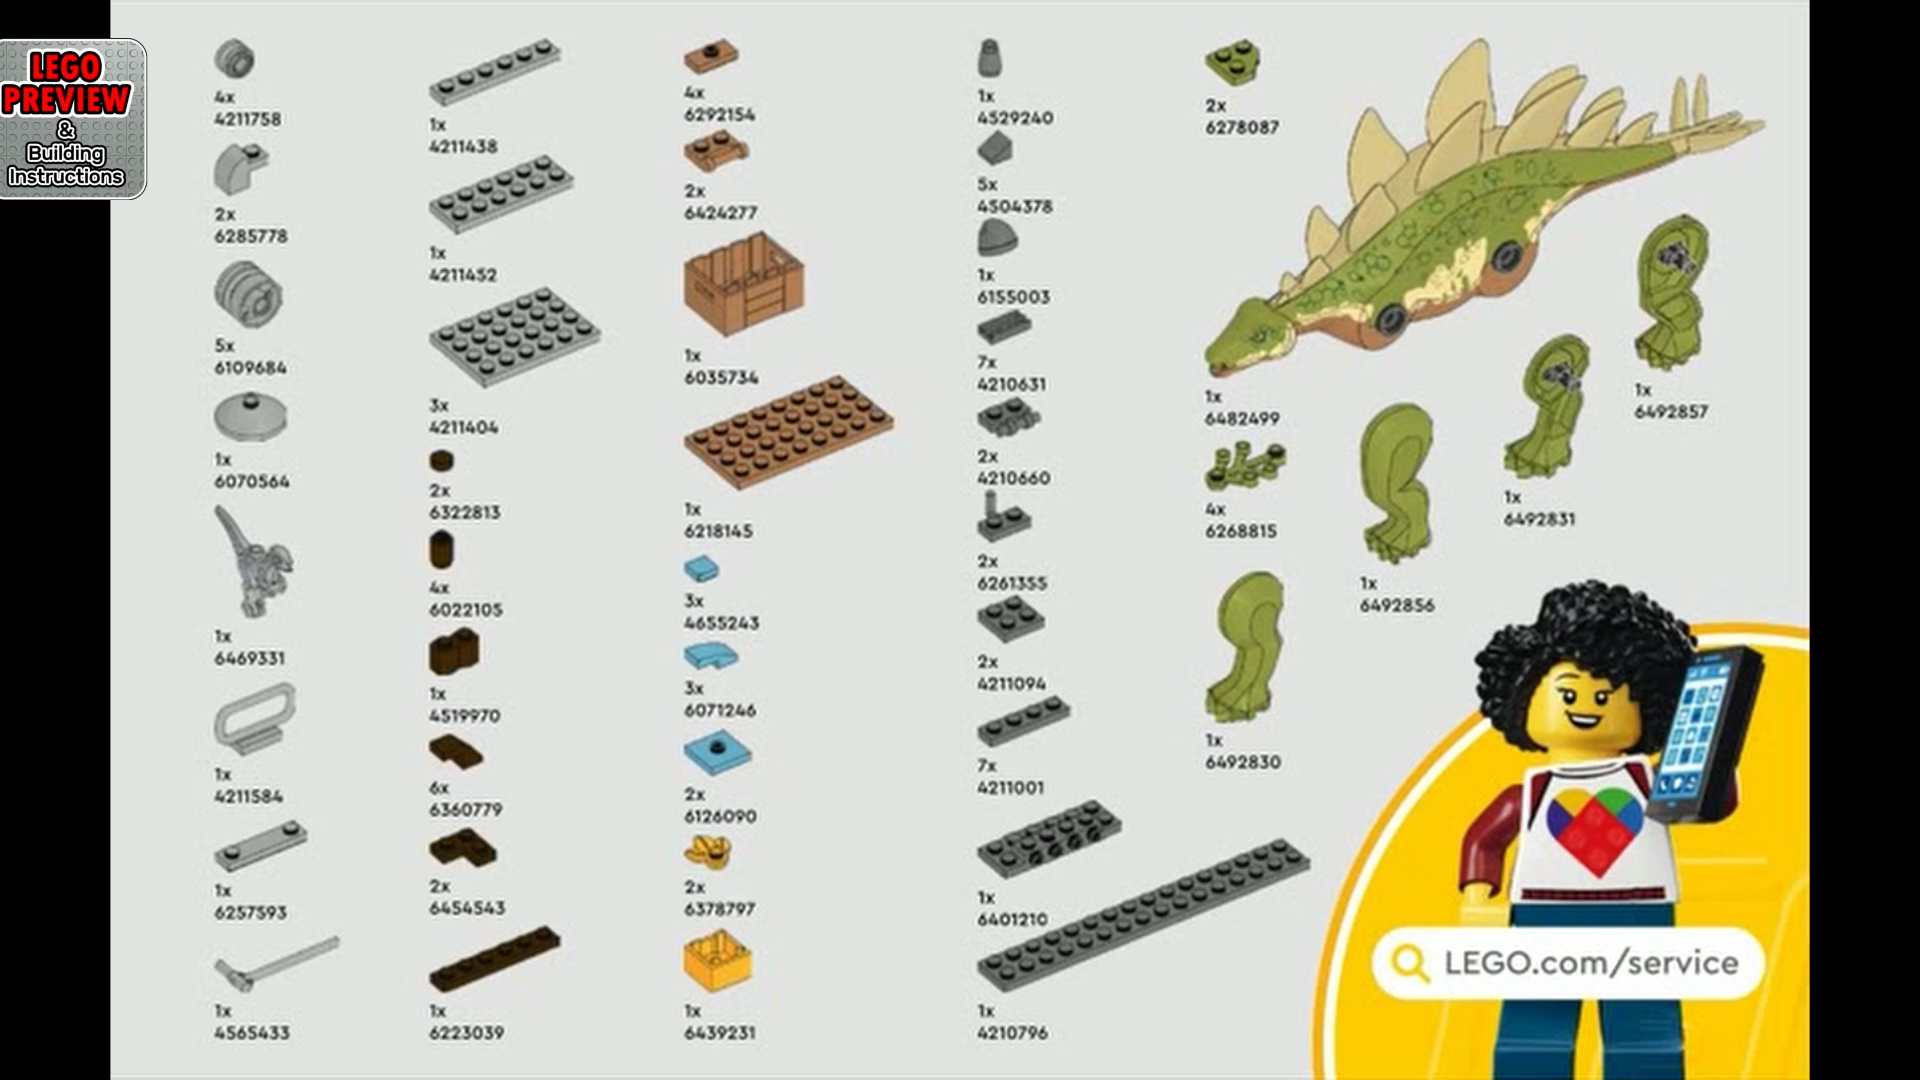 LEGO
PREVIEW
&
Building
Instructions
4x
4211758
2x
6285778
5x
6109684
1x
6070564
1x
6469331
1x
4211584
1x
6257593
1x
4565433
1x
4211438
1x
4211452
3x
4211404
2x
6322813
4x
6022105
1x
4519970
6x
6360779
2x
6454543
1x
6223039
4x
6292154
2x
6424277
1x
6035734
1x
6218145
3x
4655243
3x
6071246
2x
6126090
2x
6378797
1x
6439231
1x
4529240
5x
4504378
1x
6155003
7x
4210631
2x
4210660
2x
6261355
2x
4211094
7x
4211001
1x
6401210
1x
4210796
2x
6278087
1x
6482499
4x
6268815
1x
6492830
1x
6492856
1x
6492831
1x
6492857
LEGO.com/service